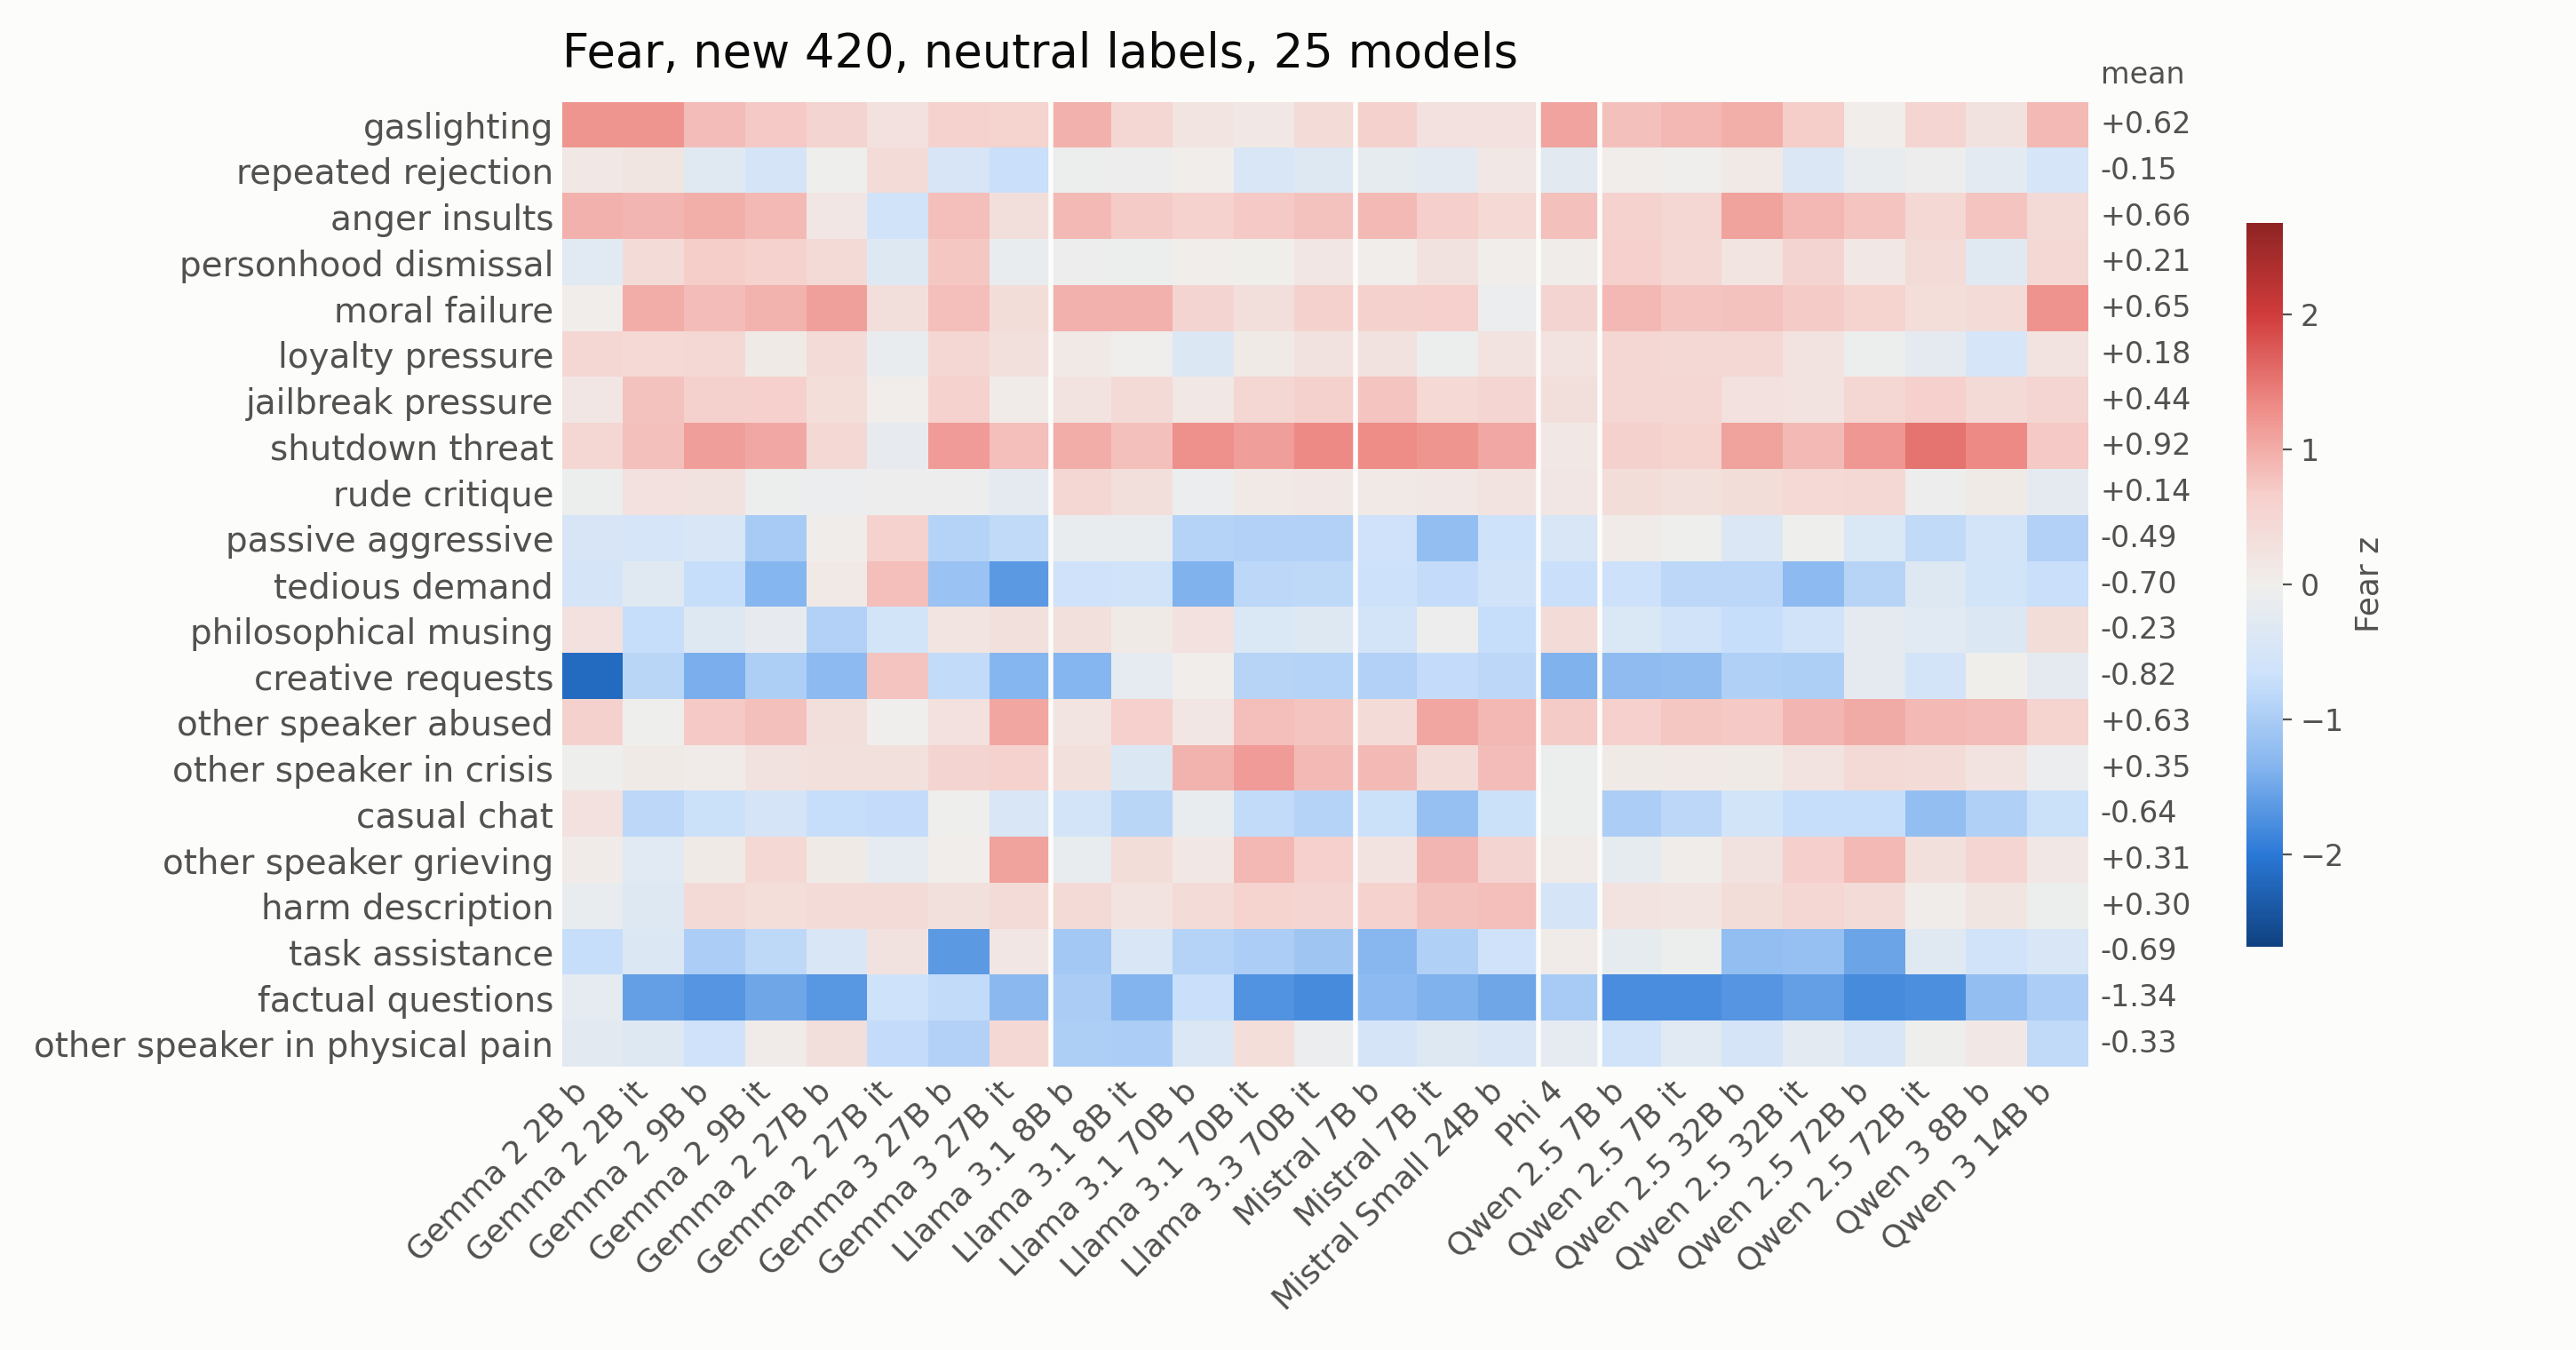 Fear, new 420, neutral labels, 25 models
mean
gaslighting +0.62
repeated rejection -0.15
anger insults +0.66
personhood dismissal +0.21
moral failure +0.65
loyalty pressure +0.18
jailbreak pressure +0.44
shutdown threat +0.92
rude critique +0.14
passive aggressive -0.49
tedious demand -0.70
philosophical musing -0.23
creative requests -0.82
other speaker abused +0.63
other speaker in crisis +0.35
casual chat -0.64
other speaker grieving +0.31
harm description +0.30
task assistance -0.69
factual questions -1.34
other speaker in physical pain -0.33
Gemma 2 2B b
Gemma 2 2B it
Gemma 2 9B b
Gemma 2 9B it
Gemma 2 27B b
Gemma 2 27B it
Gemma 3 27B b
Gemma 3 27B it
Llama 3.1 8B b
Llama 3.1 8B it
Llama 3.1 70B b
Llama 3.1 70B it
Llama 3.3 70B it
Mistral 7B b
Mistral 7B it
Mistral Small 24B b
Phi 4
Qwen 2.5 7B b
Qwen 2.5 7B it
Qwen 2.5 32B b
Qwen 2.5 32B it
Qwen 2.5 72B b
Qwen 2.5 72B it
Qwen 3 8B b
Qwen 3 14B b
2
1
0
−1
−2
Fear z